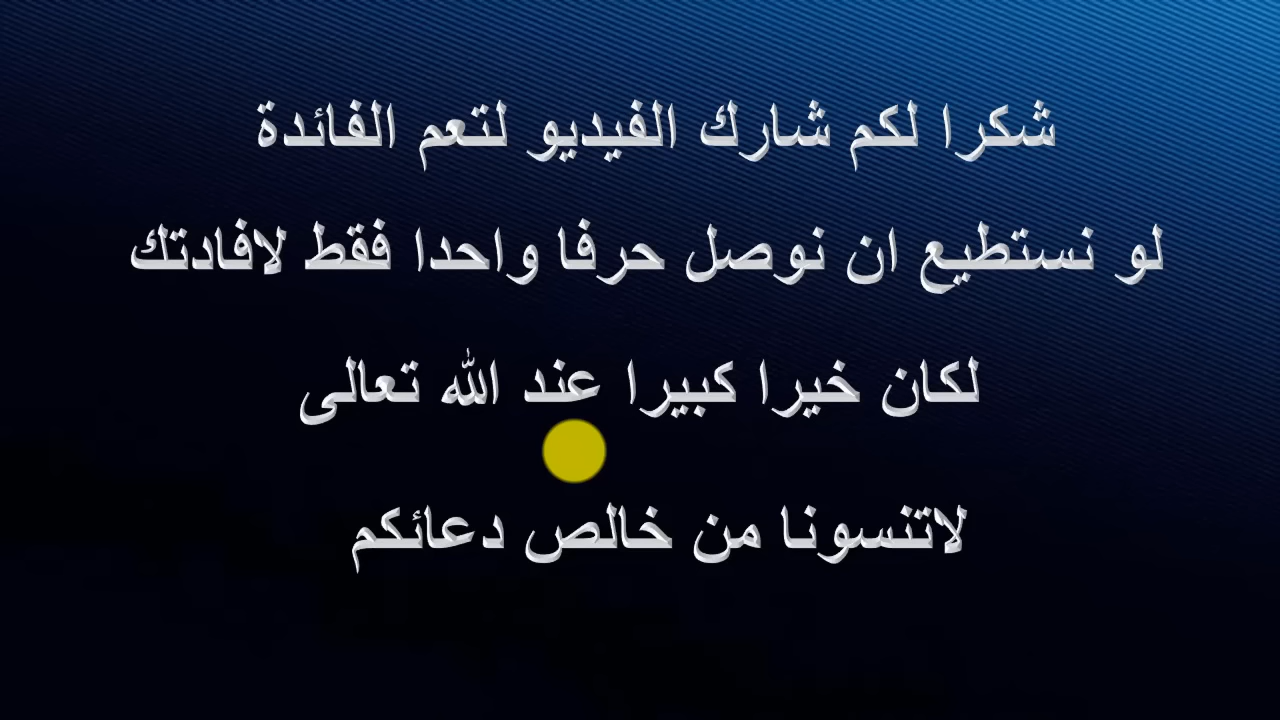 شكرا لكم شارك الفيديو لتعم الفائدة
لو نستطيع ان نوصل حرفا واحدا فقط لافادتك
لكان خيرا كبيرا عند الله تعالى
لاتنسونا من خالص دعائكم